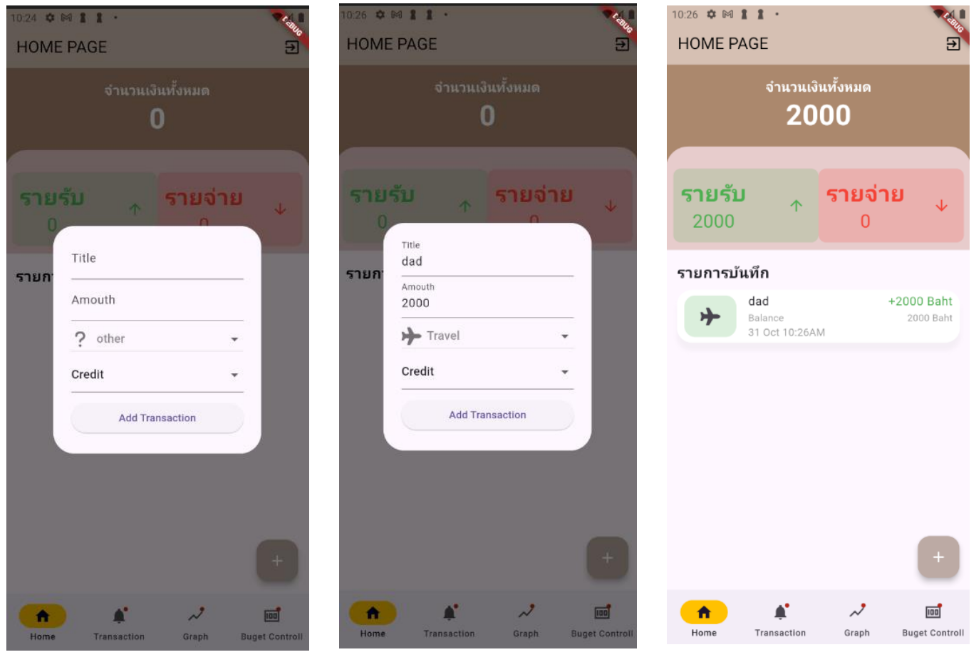 10:24
DEBUG
HOME PAGE
จำนวนเงินทั้งหมด
0
รายรับ
0
รายจ่าย
0
รายกา
Title
Amouth
? other
Credit
Add Transaction
+
Home
Transaction
Graph
Buget Controll
10:26
DEBUG
HOME PAGE
จำนวนเงินทั้งหมด
0
รายรับ
0
รายจ่าย
0
รายกา
Title
dad
Amouth
2000
Travel
Credit
Add Transaction
+
Home
Transaction
Graph
Buget Controll
10:26
DEBUG
HOME PAGE
จำนวนเงินทั้งหมด
2000
รายรับ
2000
รายจ่าย
0
รายการบันทึก
dad
+2000 Baht
Balance
2000 Baht
31 Oct 10:26AM
+
Home
Transaction
Graph
Buget Controll